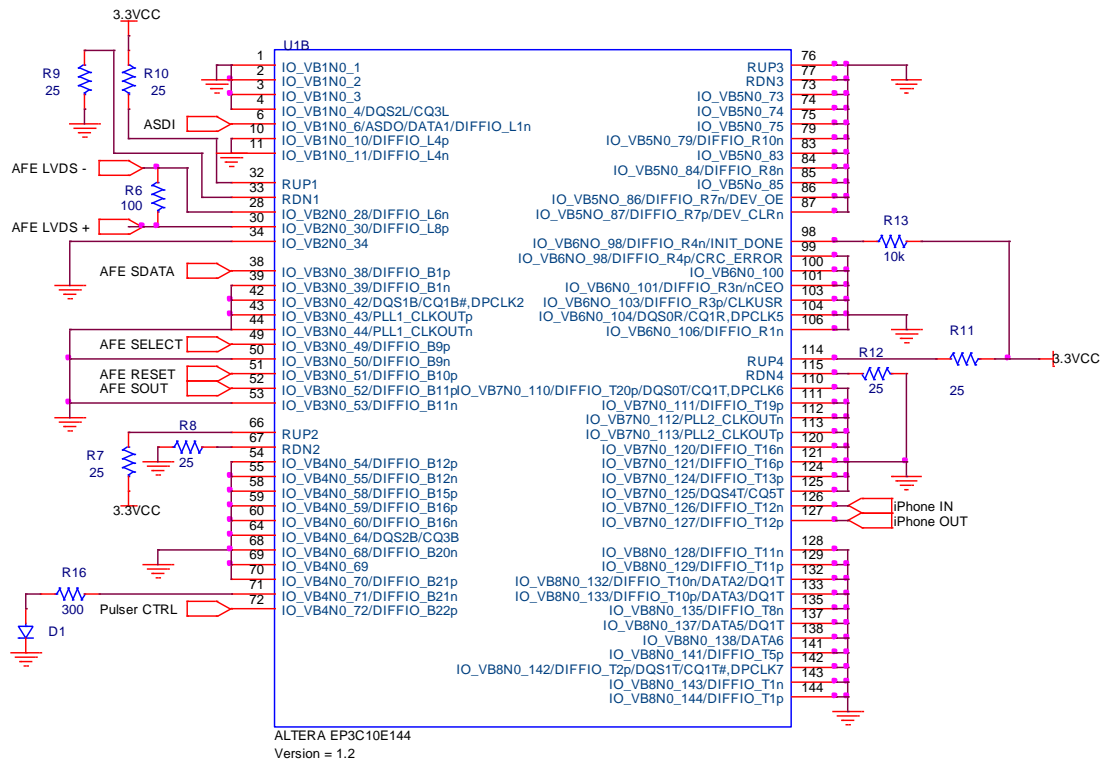 3.3VCC
R9
25
R10
25
ASDI
AFE LVDS -
R6
100
AFE LVDS +
AFE SDATA
AFE SELECT
AFE RESET
AFE SOUT
R8
25
R7
25
3.3VCC
R16
300
Pulser CTRL
D1
U1B
1
IO_VB1N0_1
2
IO_VB1N0_2
3
IO_VB1N0_3
4
IO_VB1N0_4/DQS2L/CQ3L
6
IO_VB1N0_6/ASDO/DATA1/DIFFIO_L1n
10
IO_VB1N0_10/DIFFIO_L4p
11
IO_VB1N0_11/DIFFIO_L4n
32
RUP1
33
RDN1
28
IO_VB2N0_28/DIFFIO_L6n
30
IO_VB2N0_30/DIFFIO_L8p
34
IO_VB2N0_34
38
IO_VB3N0_38/DIFFIO_B1p
39
IO_VB3N0_39/DIFFIO_B1n
42
IO_VB3N0_42/DQS1B/CQ1B#,DPCLK2
43
IO_VB3N0_43/PLL1_CLKOUTp
44
IO_VB3N0_44/PLL1_CLKOUTn
49
IO_VB3N0_49/DIFFIO_B9p
50
IO_VB3N0_50/DIFFIO_B9n
51
IO_VB3N0_51/DIFFIO_B10p
52
IO_VB3N0_52/DIFFIO_B11p
53
IO_VB3N0_53/DIFFIO_B11n
66
RUP2
67
RDN2
54
IO_VB4N0_54/DIFFIO_B12p
55
IO_VB4N0_55/DIFFIO_B12n
58
IO_VB4N0_58/DIFFIO_B15p
59
IO_VB4N0_59/DIFFIO_B16p
60
IO_VB4N0_60/DIFFIO_B16n
64
IO_VB4N0_64/DQS2B/CQ3B
68
IO_VB4N0_68/DIFFIO_B20n
69
IO_VB4N0_69
70
IO_VB4N0_70/DIFFIO_B21p
71
IO_VB4N0_71/DIFFIO_B21n
72
IO_VB4N0_72/DIFFIO_B22p
RUP3
76
RDN3
77
IO_VB5N0_73
73
IO_VB5N0_74
74
IO_VB5N0_75
75
IO_VB5N0_79/DIFFIO_R10n
79
IO_VB5N0_83
83
IO_VB5N0_84/DIFFIO_R8n
84
IO_VB5No_85
85
IO_VB5NO_86/DIFFIO_R7n/DEV_OE
86
IO_VB5NO_87/DIFFIO_R7p/DEV_CLRn
87
IO_VB6NO_98/DIFFIO_R4n/INIT_DONE
98
IO_VB6NO_98/DIFFIO_R4p/CRC_ERROR
99
IO_VB6N0_100
100
IO_VB6N0_101/DIFFIO_R3n/nCEO
101
IO_VB6NO_103/DIFFIO_R3p/CLKUSR
103
IO_VB6N0_104/DQS0R/CQ1R,DPCLK5
104
IO_VB6N0_106/DIFFIO_R1n
106
RUP4
114
RDN4
115
IO_VB7N0_110/DIFFIO_T20p/DQS0T/CQ1T,DPCLK6
110
IO_VB7N0_111/DIFFIO_T19p
111
IO_VB7N0_112/PLL2_CLKOUTn
112
IO_VB7N0_113/PLL2_CLKOUTp
113
IO_VB7N0_120/DIFFIO_T16n
120
IO_VB7N0_121/DIFFIO_T16p
121
IO_VB7N0_124/DIFFIO_T13p
124
IO_VB7N0_125/DQS4T/CQ5T
125
IO_VB7N0_126/DIFFIO_T12n
126
IO_VB7N0_127/DIFFIO_T12p
127
IO_VB8N0_128/DIFFIO_T11n
128
IO_VB8N0_129/DIFFIO_T11p
129
IO_VB8N0_132/DIFFIO_T10n/DATA2/DQ1T
132
IO_VB8N0_133/DIFFIO_T10p/DATA3/DQ1T
133
IO_VB8N0_135/DIFFIO_T8n
135
IO_VB8N0_137/DATA5/DQ1T
137
IO_VB8N0_138/DATA6
138
IO_VB8N0_141/DIFFIO_T5p
141
IO_VB8N0_142/DIFFIO_T2p/DQS1T/CQ1T#,DPCLK7
142
IO_VB8N0_143/DIFFIO_T1n
143
IO_VB8N0_144/DIFFIO_T1p
144
R13
10k
R11
25
R12
25
3.3VCC
iPhone IN
iPhone OUT
ALTERA EP3C10E144
Version = 1.2